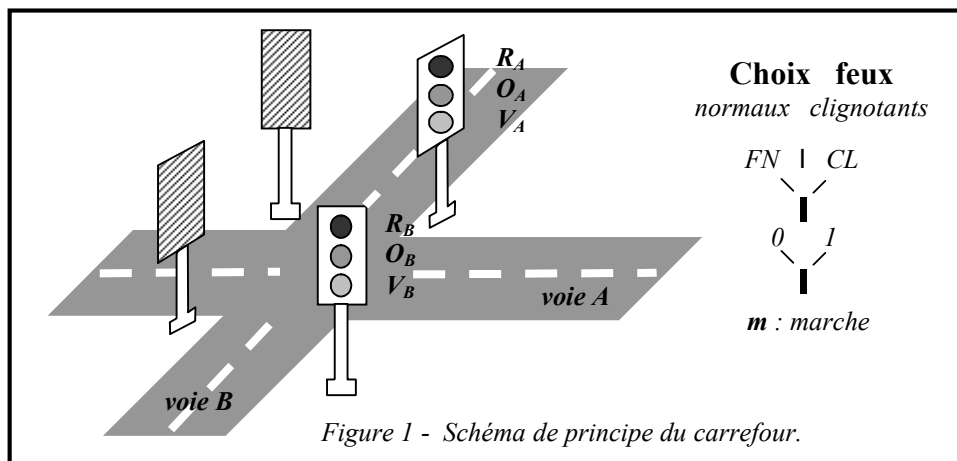 R_A
O_A
V_A
R_B
O_B
V_B
voie A
voie B
Choix feux
normaux clignotants
FN CL
0 1
m : marche
Figure 1 - Schéma de principe du carrefour.